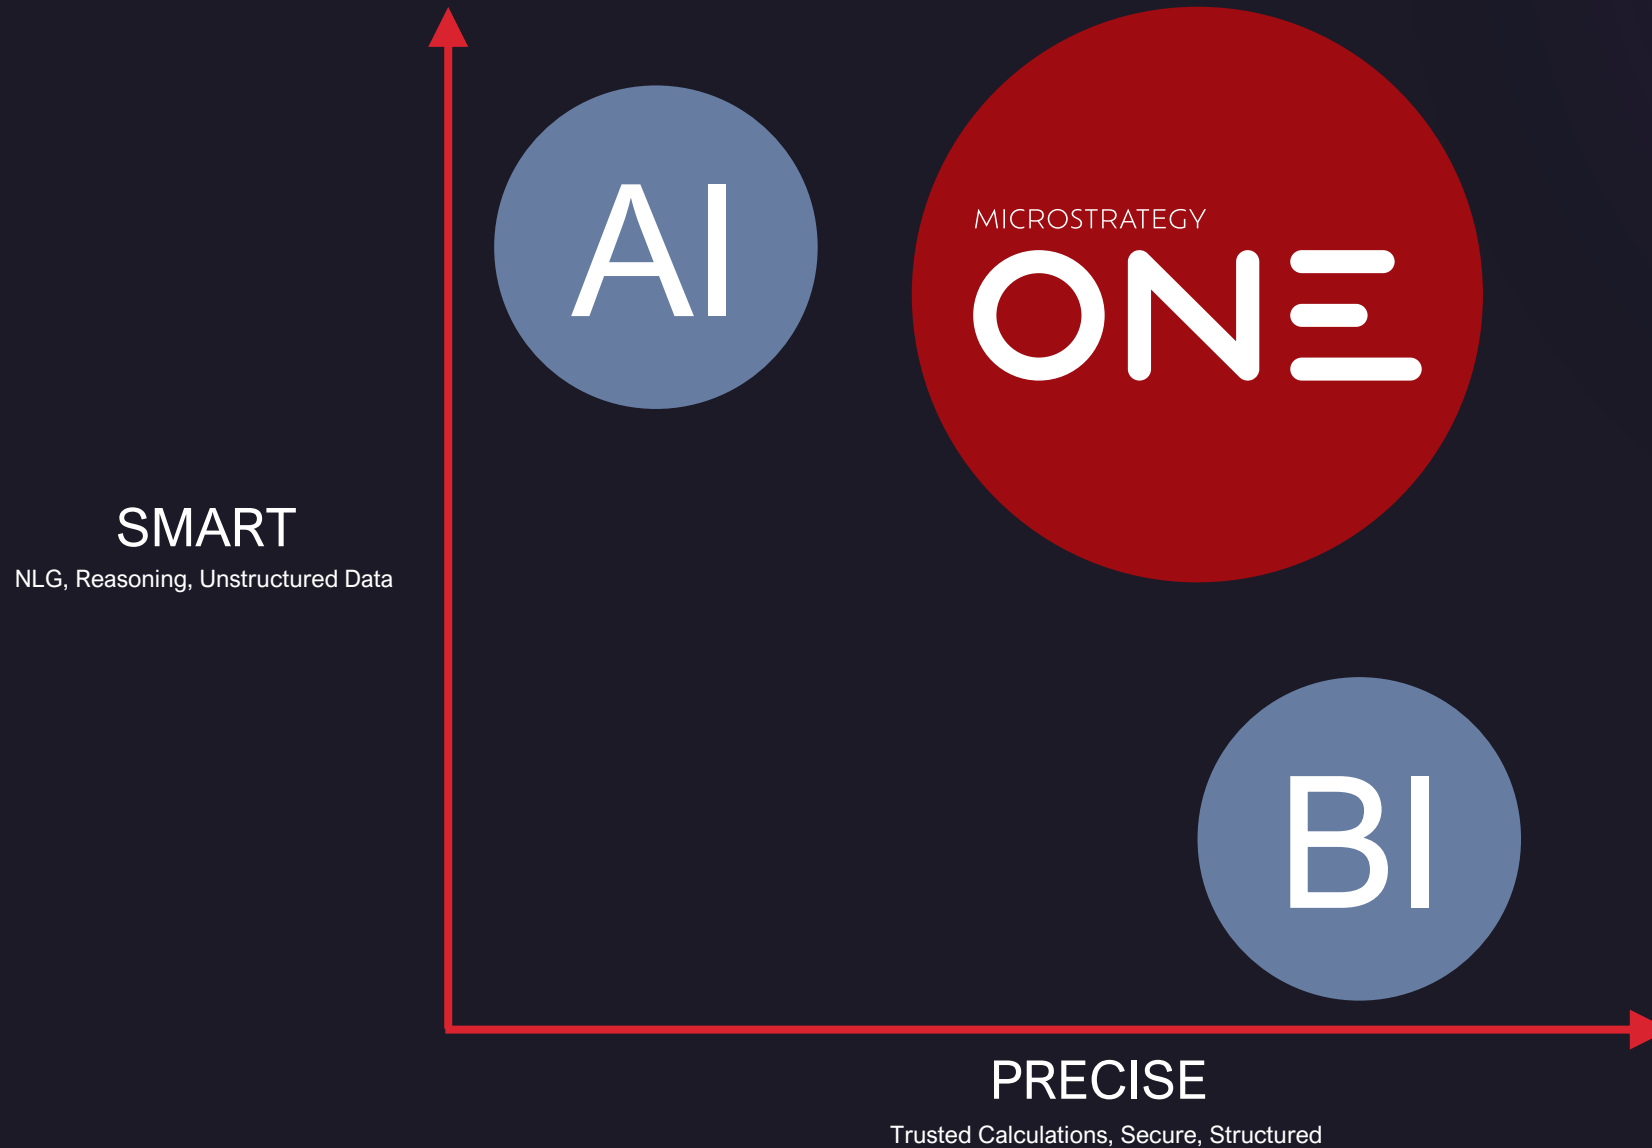 AI
MICROSTRATEGY
ONE
SMART
NLG, Reasoning, Unstructured Data
BI
PRECISE
Trusted Calculations, Secure, Structured